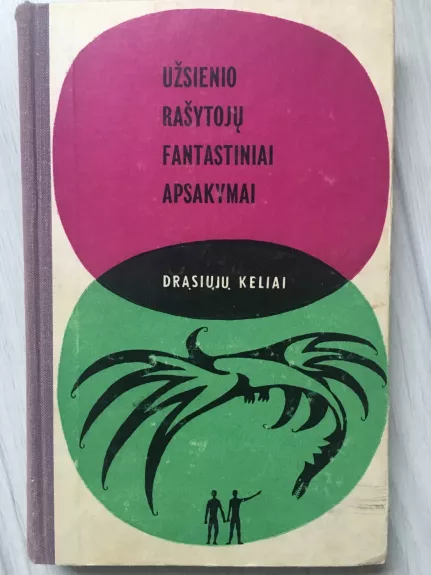 UŽSIENIO
RAŠYTOJŲ
FANTASTINIAI
APSAKYMAI
DRĄSIŲJŲ KELIAI